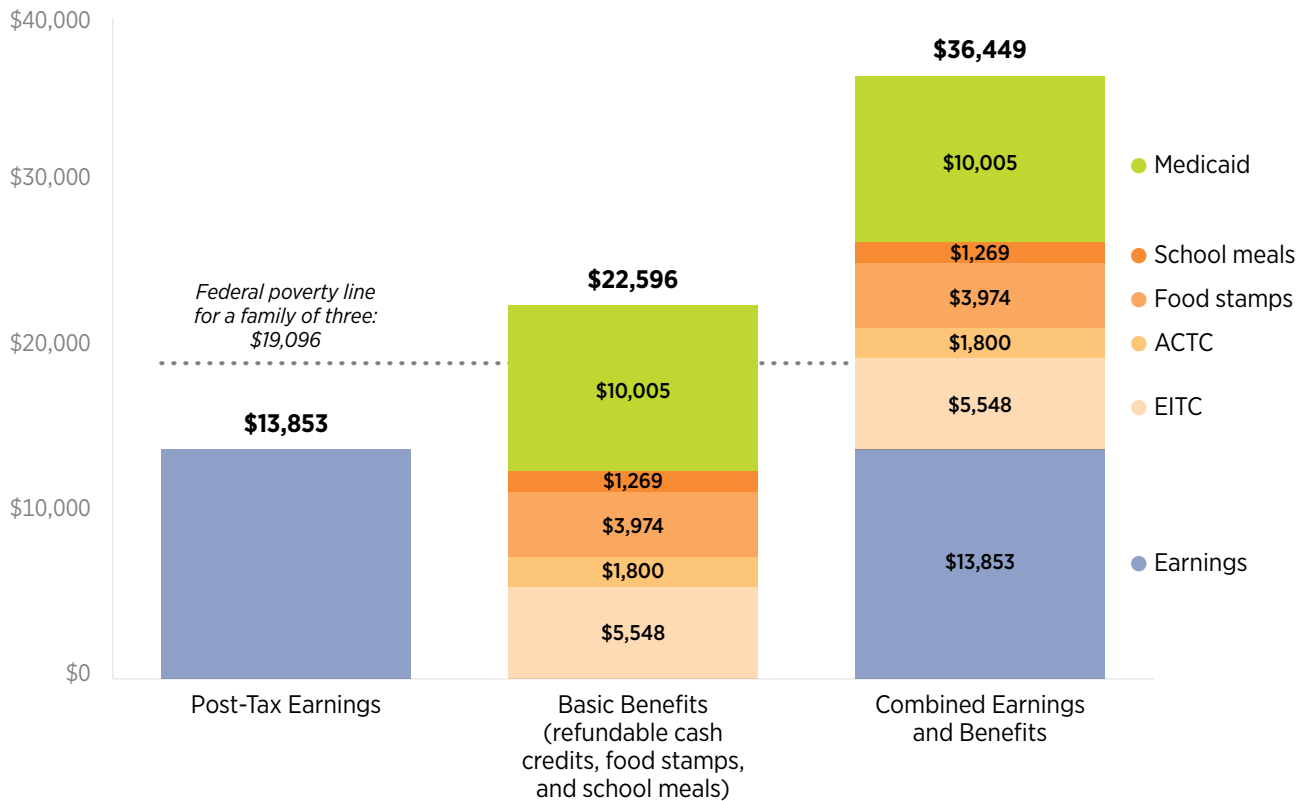 $40,000
$30,000
$20,000
$10,000
$0
Federal poverty line
for a family of three:
$19,096
$13,853
$22,596
$10,005
$1,269
$3,974
$1,800
$5,548
$36,449
$10,005
$1,269
$3,974
$1,800
$5,548
$13,853
Medicaid
School meals
Food stamps
ACTC
EITC
Earnings
Post-Tax Earnings
Basic Benefits
(refundable cash
credits, food stamps,
and school meals)
Combined Earnings
and Benefits